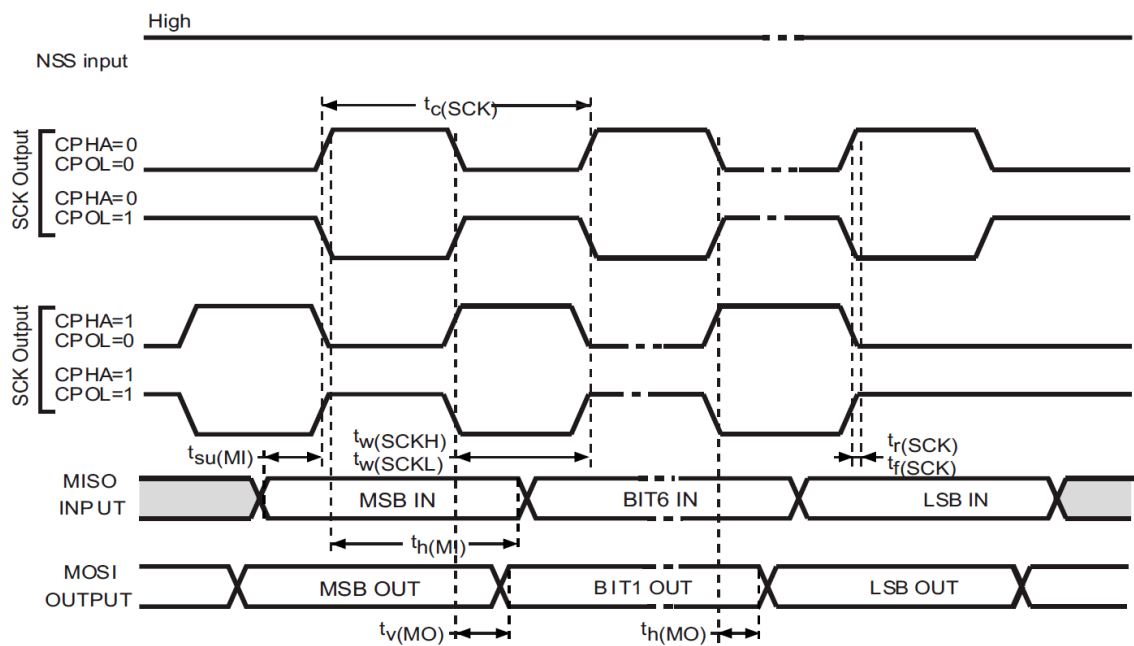 High
NSS input
tc(SCK)
SCK Output
CPHA=0
CPOL=0
CPHA=0
CPOL=1
SCK Output
CPHA=1
CPOL=0
CPHA=1
CPOL=1
tsu(MI)
tw(SCKH)
tw(SCKL)
tr(SCK)
tf(SCK)
MISO
INPUT
MSB IN
BIT6 IN
LSB IN
th(MI)
MOSI
OUTPUT
MSB OUT
BIT1 OUT
LSB OUT
tv(MO)
th(MO)